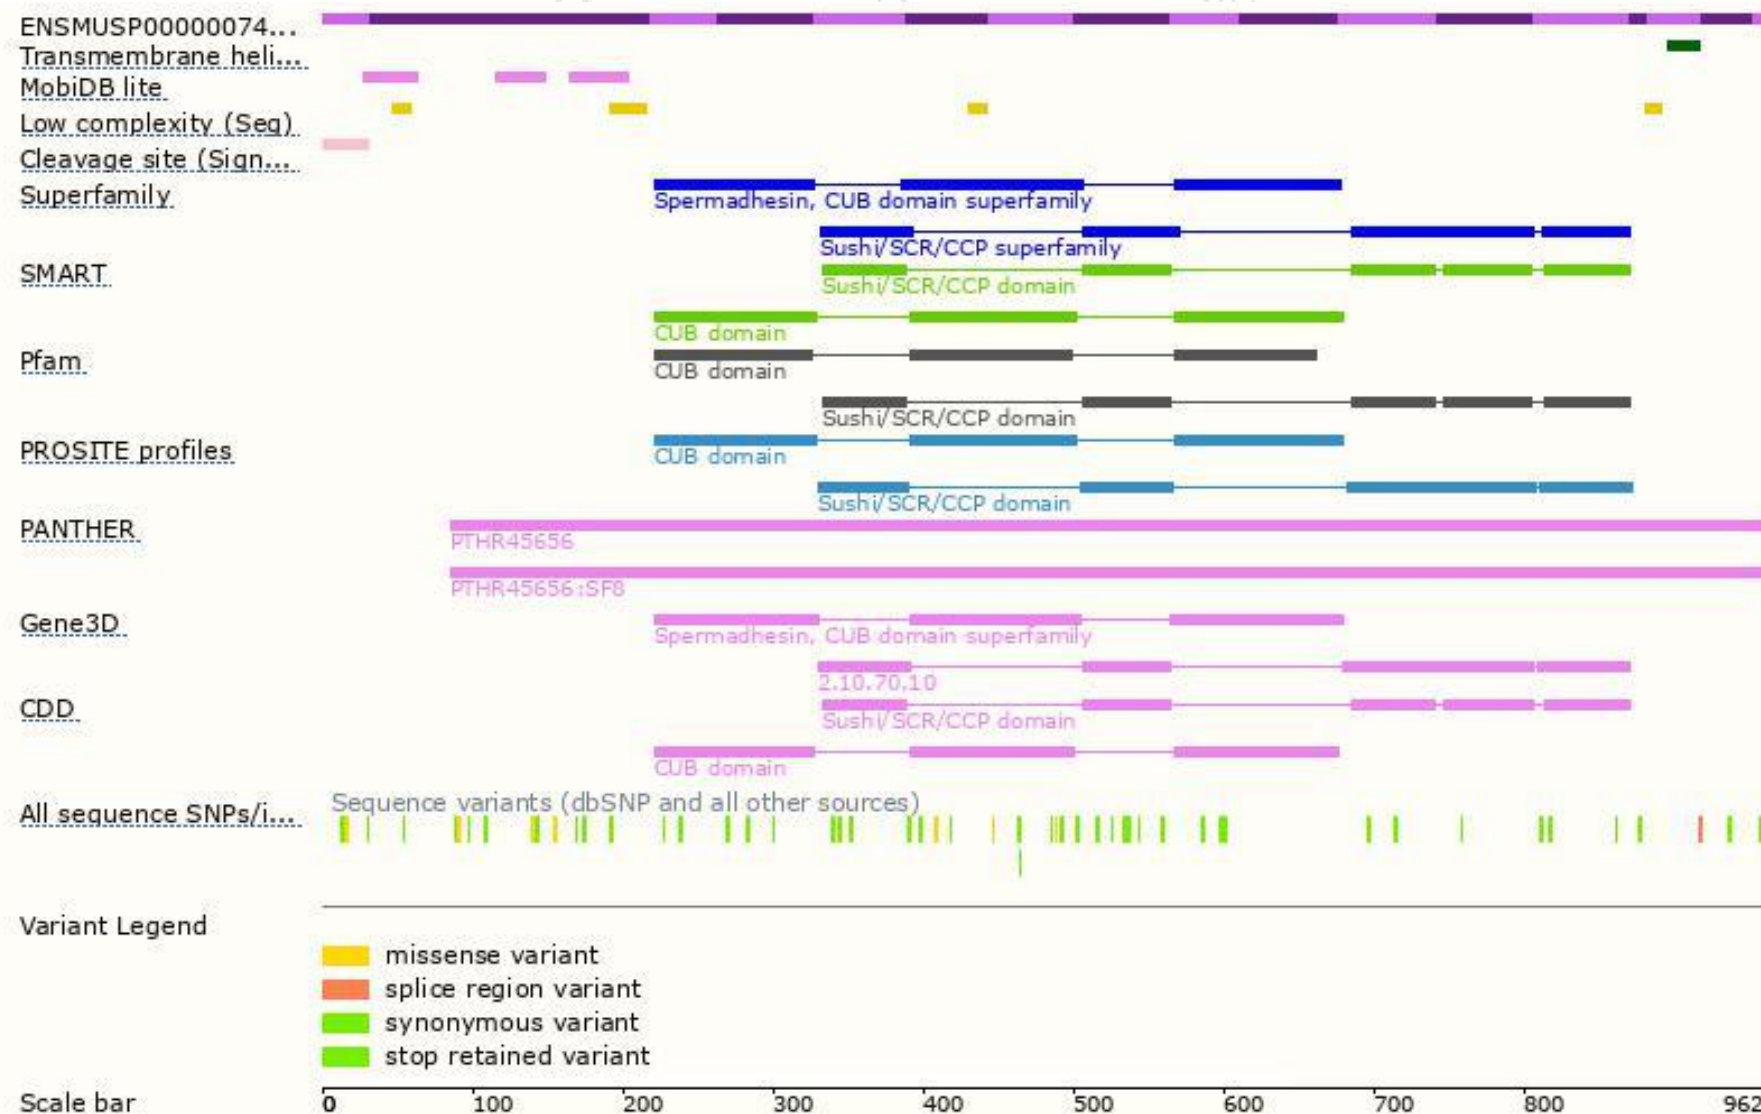 ENSMUSP00000074...
Transmembrane heli...
MobiDB lite
Low complexity (Seg)
Cleavage site (Sign...
Superfamily
Spermadhesin, CUB domain superfamily
Sushi/SCR/CCP superfamily
SMART
Sushi/SCR/CCP domain
CUB domain
Pfam
CUB domain
Sushi/SCR/CCP domain
PROSITE profiles
CUB domain
Sushi/SCR/CCP domain
PANTHER
PTHR45656
PTHR45656:SF8
Gene3D
Spermadhesin, CUB domain superfamily
2.10.70.10
CDD
Sushi/SCR/CCP domain
CUB domain
All sequence SNPs/i...
Sequence variants (dbSNP and all other sources)
Variant Legend
missense variant
splice region variant
synonymous variant
stop retained variant
Scale bar 0 100 200 300 400 500 600 700 800 962